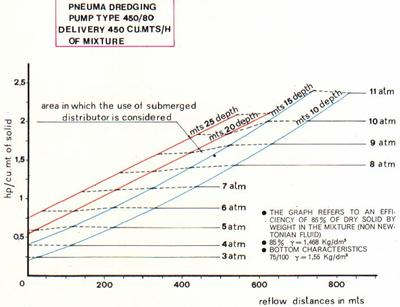 PNEUMA DREDGING
PUMP TYPE 450/80
DELIVERY 450 CU.MTS/H
OF MIXTURE
hp/cu.mt of solid
2,5
2
1,5
1
0,5
area in which the use of submerged
distributor is considered
mts 25 depth
mts 20 depth
mts 15 depth
mts 10 depth
11 atm
10 atm
9 atm
8 atm
7 atm
6 atm
5 atm
4 atm
3 atm
● THE GRAPH REFERS TO AN EFFI-
CIENCY OF 85% OF DRY SOLID BY
WEIGHT IN THE MIXTURE (NON NEW-
TONIAN FLUID)
● 85% γ=1,468 Kg/dm³
● BOTTOM CHARACTERISTICS
75/100 γ=1,55 Kg/dm³
0
200
400
600
800
reflow distances in mls